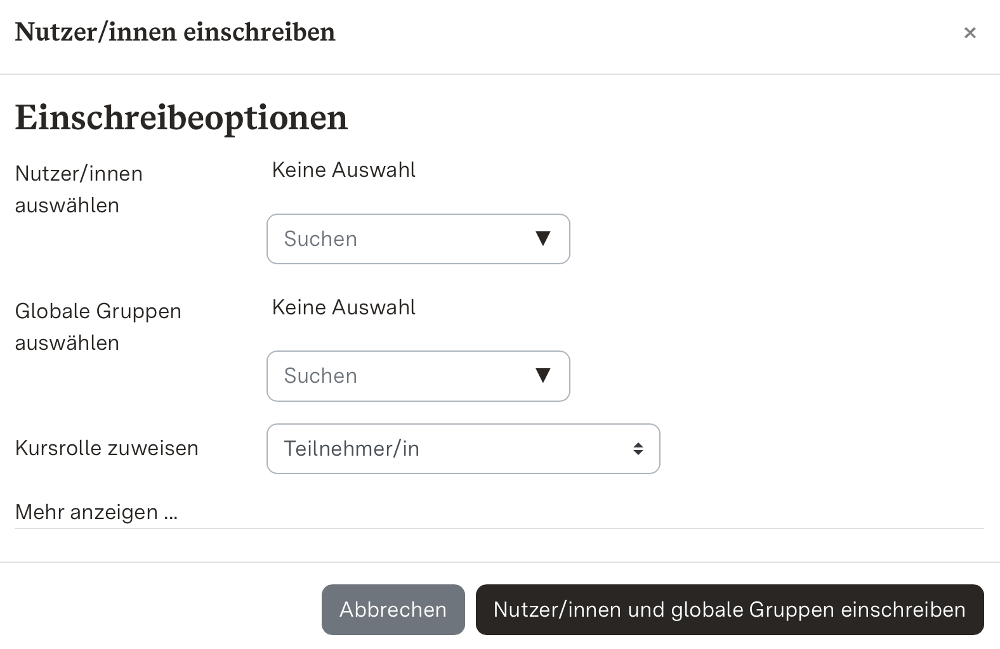 Nutzer/innen einschreiben
×
Einschreibeoptionen
Nutzer/innen
auswählen
Keine Auswahl
Suchen ▼
Globale Gruppen
auswählen
Keine Auswahl
Suchen ▼
Kursrolle zuweisen
Teilnehmer/in
Mehr anzeigen ...
Abbrechen
Nutzer/innen und globale Gruppen einschreiben